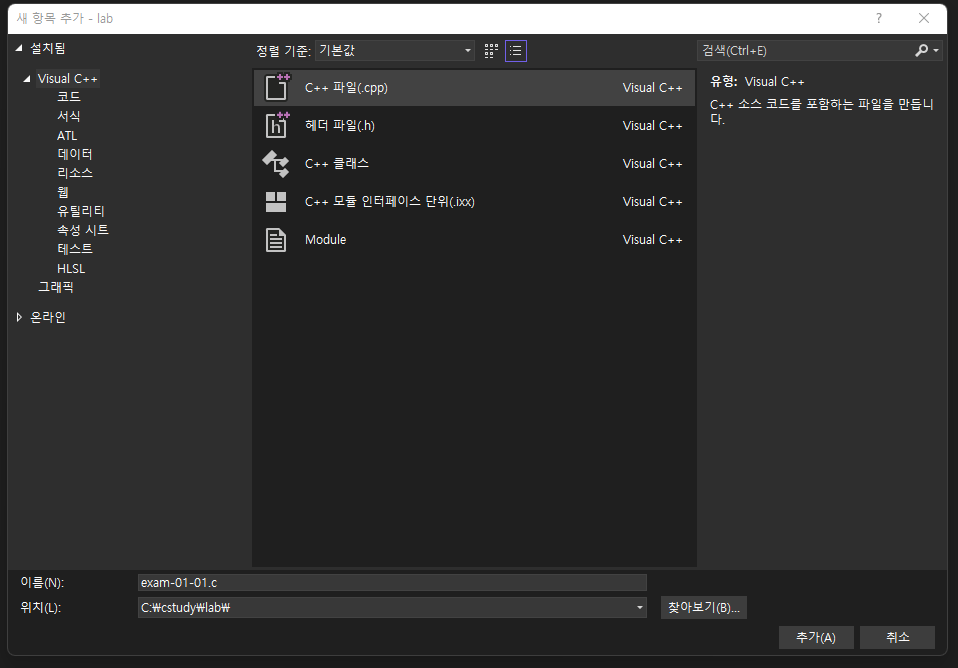 새 항목 추가 - lab
?
설치됨
정렬 기준: 기본값
검색(Ctrl+E)
Visual C++
코드
서식
ATL
데이터
리소스
웹
유틸리티
속성 시트
테스트
HLSL
그래픽
온라인
C++ 파일(.cpp) Visual C++
헤더 파일(.h) Visual C++
C++ 클래스 Visual C++
C++ 모듈 인터페이스 단위(.ixx) Visual C++
Module Visual C++
유형: Visual C++
C++ 소스 코드를 포함하는 파일을 만듭니
다.
이름(N): exam-01-01.c
위치(L): C:₩cstudy₩lab₩
찾아보기(B)...
추가(A) 취소